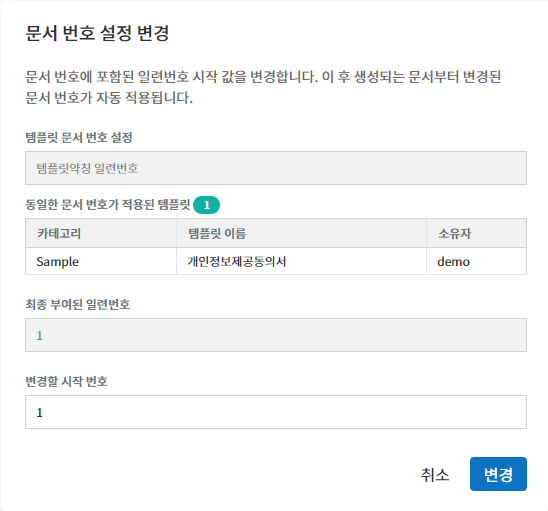 문서 번호 설정 변경
문서 번호에 포함된 일련번호 시작 값을 변경합니다. 이 후 생성되는 문서부터 변경된
문서 번호가 자동 적용됩니다.
템플릿 문서 번호 설정
템플릿약칭 일련번호
동일한 문서 번호가 적용된 템플릿 1
카테고리 템플릿 이름 소유자
Sample 개인정보제공동의서 demo
최종 부여된 일련번호
1
변경할 시작 번호
1
취소 변경